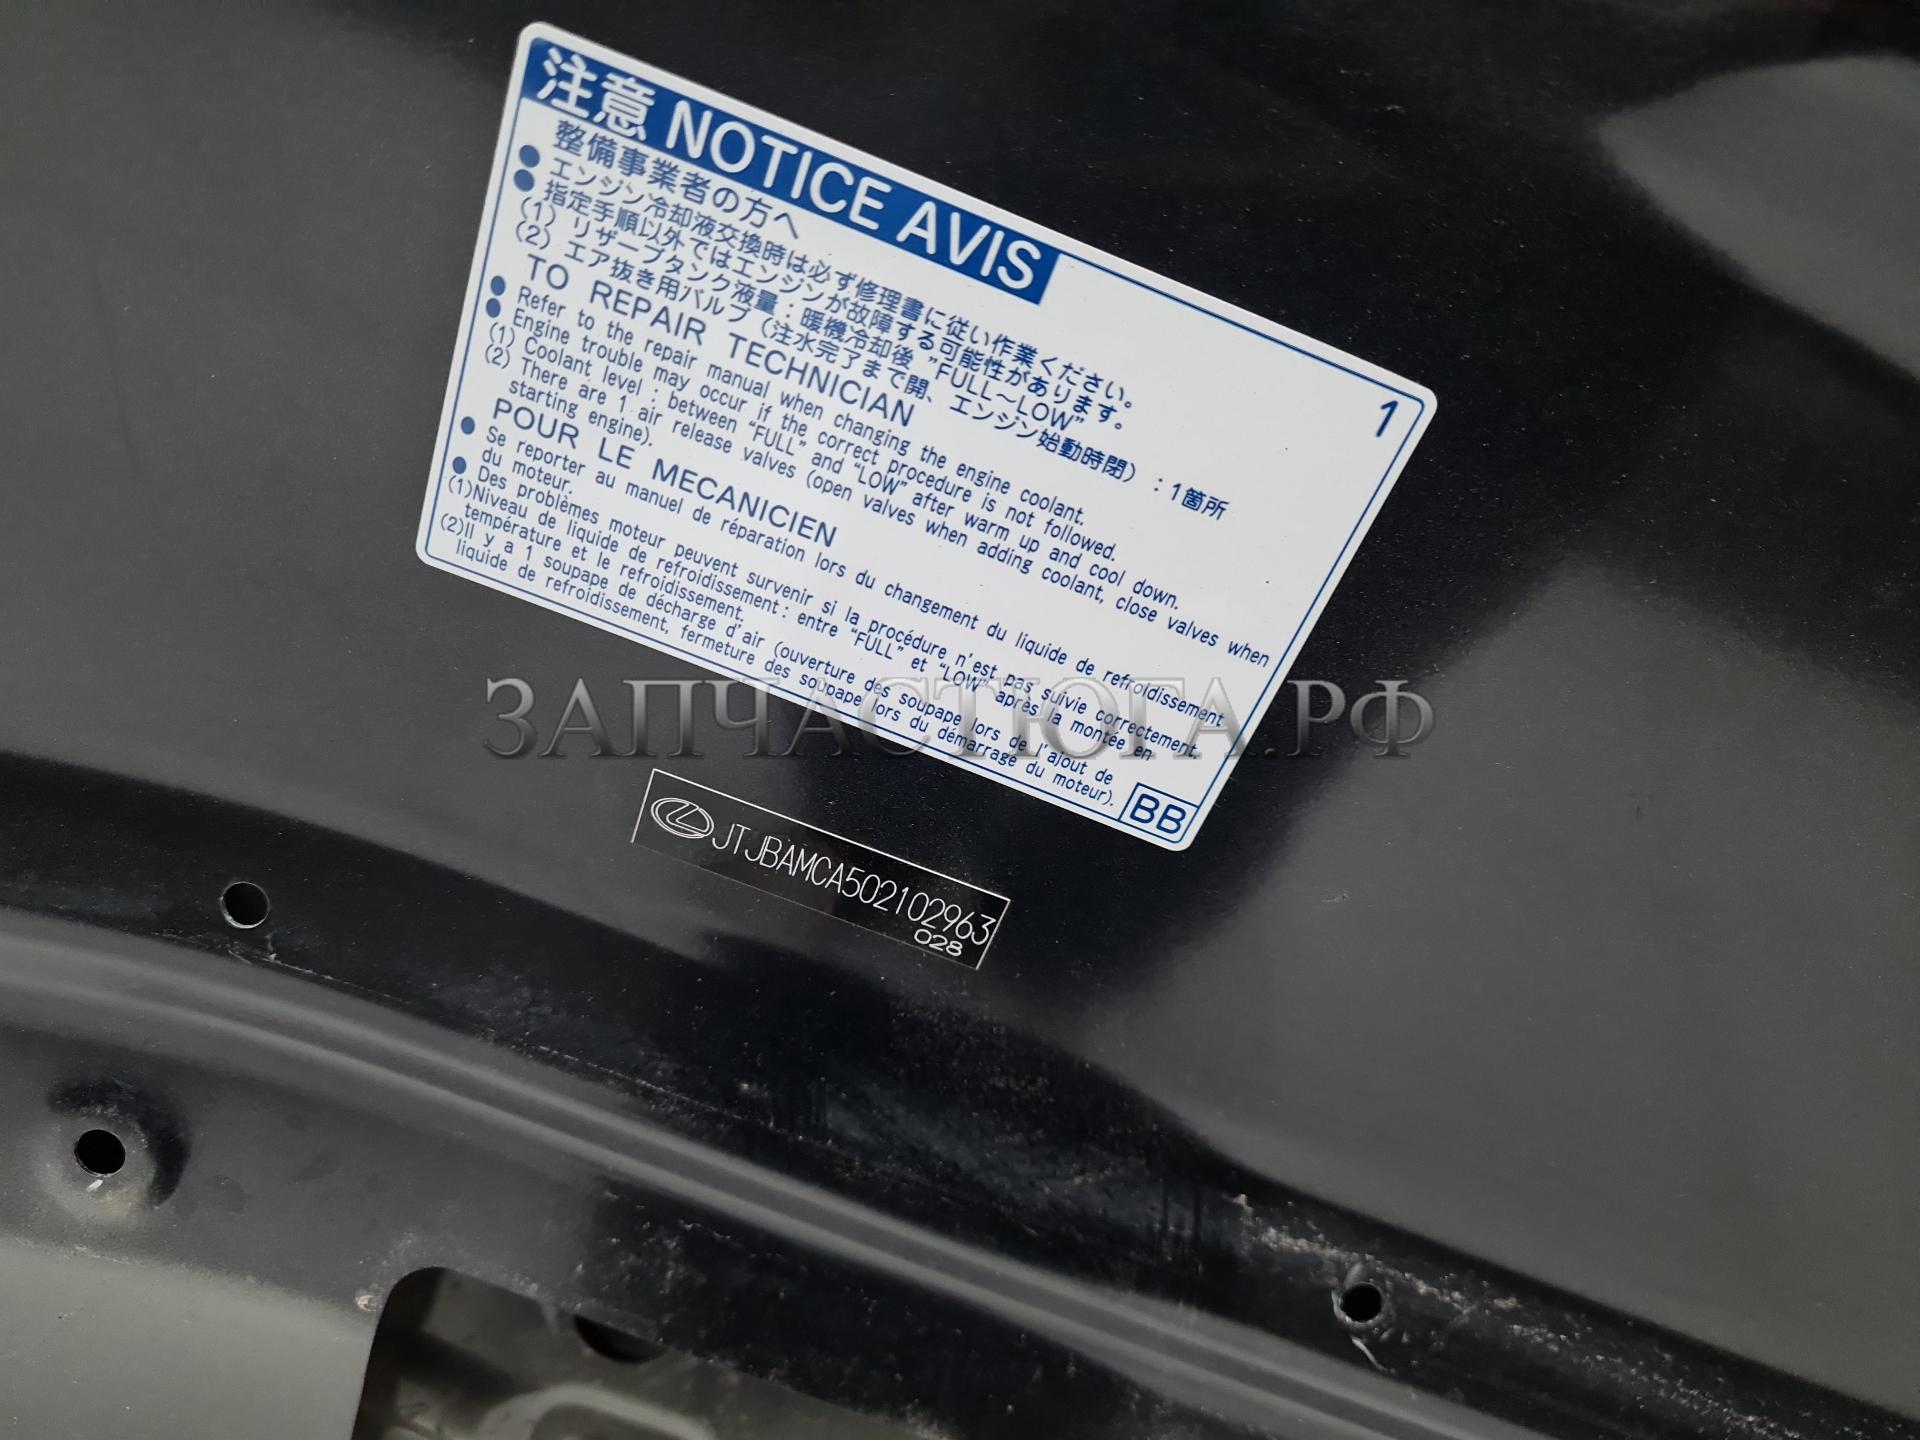 注意 NOTICE AVIS
整備事業者の方へ
● エンジン冷却液交換時は必ず修理書に従い作業ください。
● 指定手順以外ではエンジンが故障する可能性があります。
(1) リザーブタンク液量：暖機冷却後 "FULL～LOW"
(2) エア抜き用バルブ (注水完了まで開、エンジン始動時閉) ：1箇所
1
TO REPAIR TECHNICIAN
● Refer to the repair manual when changing the engine coolant.
● Engine trouble may occur if the correct procedure is not followed.
(1) Coolant level : between "FULL" and "LOW" after warm up and cool down.
(2) There are 1 air release valves (open valves when adding coolant, close valves when
starting engine).
POUR LE MECANICIEN
● Se reporter au manuel de réparation lors du changement du liquide de refroidissement
du moteur.
● Des problèmes moteur peuvent survenir si la procédure n'est pas suivie correctement.
(1)Niveau de liquide de refroidissement : entre "FULL" et "LOW" après la montée en
température et le refroidissement.
(2)Il y a 1 soupape de décharge d'air (ouverture des soupape lors de l'ajout de
liquide de refroidissement, fermeture des soupape lors du démarrage du moteur).
BB
ЗАПЧАСТЮГА.РФ
JTJBAMCA502102963
028